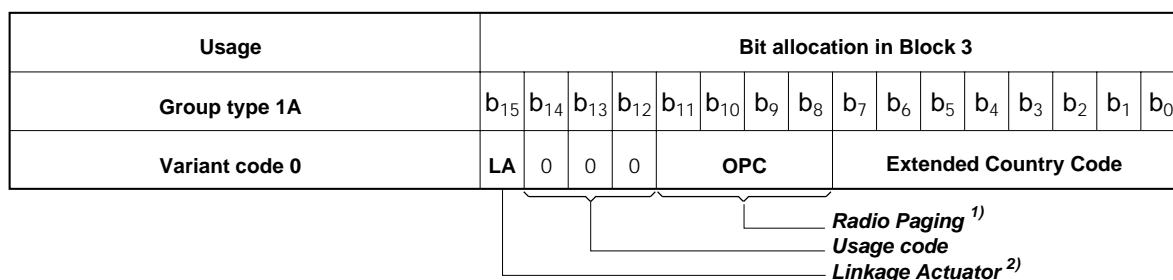 Usage Bit allocation in Block 3
Group type 1A b15 b14 b13 b12 b11 b10 b9 b8 b7 b6 b5 b4 b3 b2 b1 b0
Variant code 0 LA 0 0 0 OPC Extended Country Code
Radio Paging 1)
Usage code
Linkage Actuator 2)